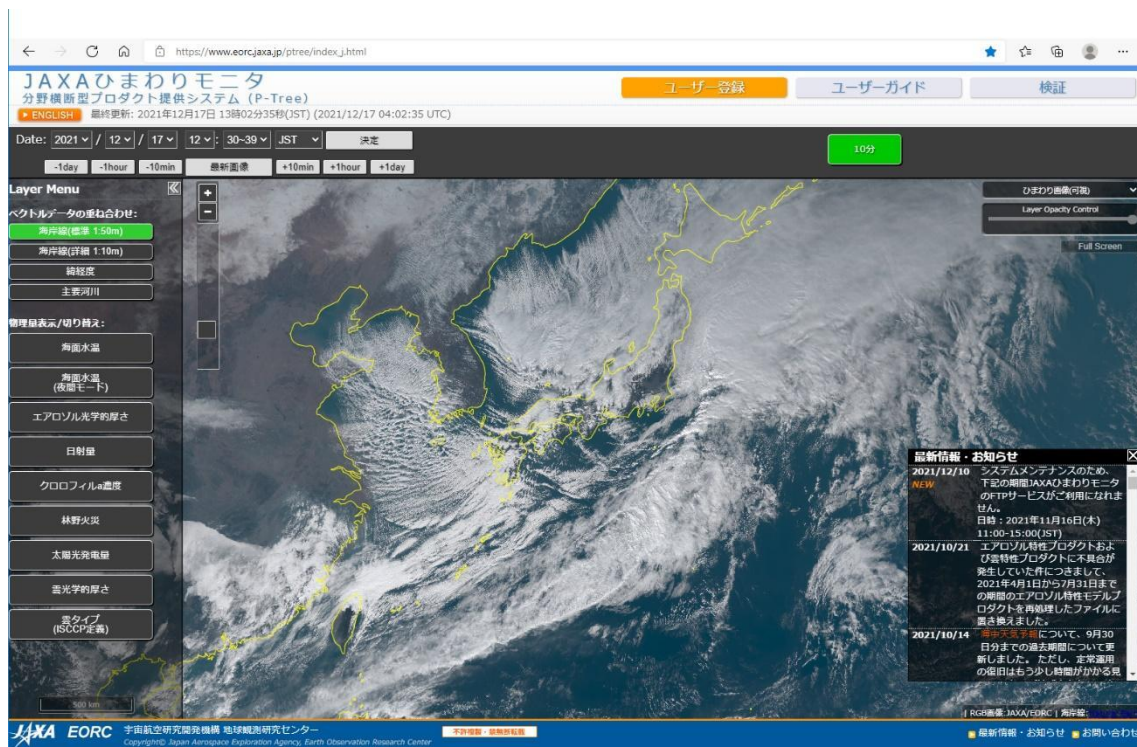 https://www.eorc.jaxa.jp/ptree/index_j.html
JAXAひまわりモニタ
分野横断型プロダクト提供システム (P-Tree)
ユーザー登録
ユーザーガイド
検証
ENGLISH 最終更新: 2021年12月17日 13時02分35秒(JST) (2021/12/17 04:02:35 UTC)
Date: 2021 / 12 / 17 12 : 30~39 JST 決定
10分
-1day -1hour -10min 最新画像 +10min +1hour +1day
Layer Menu
ベクトルデータの重ね合わせ:
海岸線(標準 1:50m)
海岸線(詳細 1:10m)
緯経度
主要河川
物理量表示/切り替え:
海面水温
海面水温
(夜間モード)
エアロゾル光学的厚さ
日射量
クロロフィルa濃度
林野火災
太陽光発電量
雲光学的厚さ
雲タイプ
(ISCCP定義)
+
-
ひまわり画像(可視)
Layer Opacity Control
Full Screen
最新情報・お知らせ
2021/12/10 システムメンテナンスのため、
NEW 下記の期間JAXAひまわりモニタ
のFTPサービスがご利用になれま
せん。
日時：2021年11月16日(木)
11:00-15:00(JST)
2021/10/21 エアロゾル特性プロダクトおよ
び雲特性プロダクトに不具合が
発生していた件につきまして、
2021年4月1日から7月31日まで
の期間のエアロゾル特性モデルプ
ロダクトを再処理したファイルに
置き換えました。
2021/10/14 海中天気予報について、9月30
日分までの過去期間について更
新しました。ただし、定常運用
の復旧はもう少し時間がかかる見
500 km
RGB画像:JAXA/EORC | 海岸線:
JAXA EORC 宇宙航空研究開発機構 地球観測研究センター
Copyright© Japan Aerospace Exploration Agency, Earth Observation Research Center
不許複製・禁無断転載
最新情報・お知らせ お問い合わせ